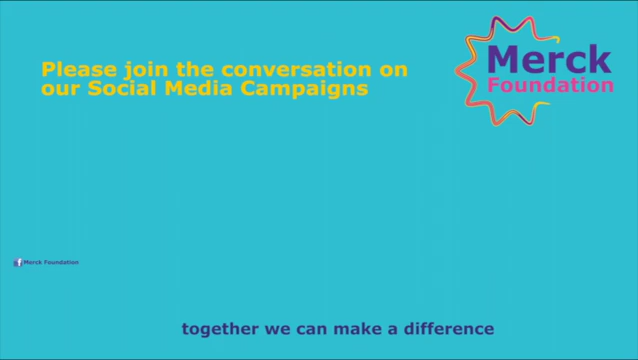 Please join the conversation on
our Social Media Campaigns
Merck
Foundation
Merck Foundation
together we can make a difference